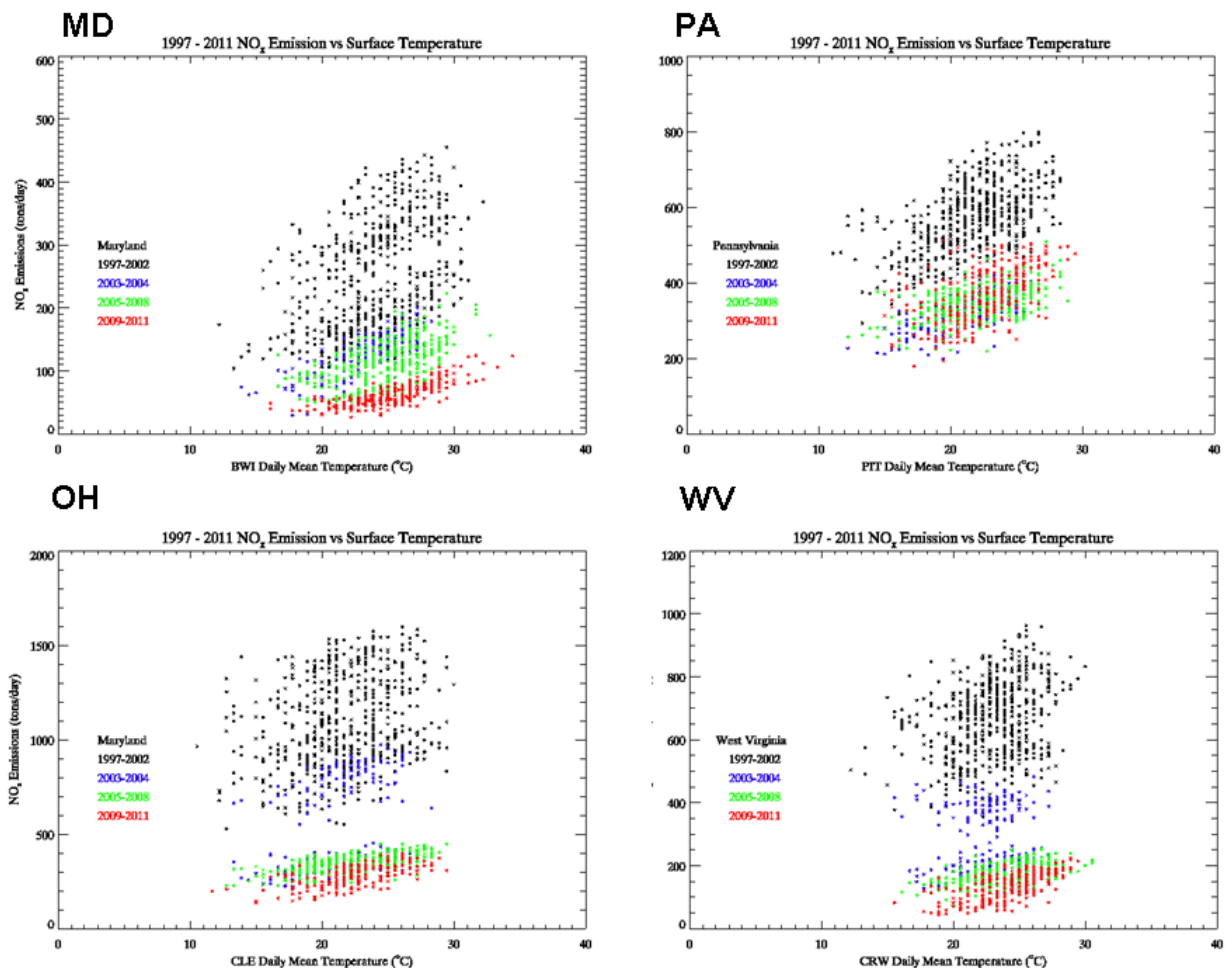 MD
1997 - 2011 NOx Emission vs Surface Temperature
600
500
400
300
200
100
0
NOx Emissions (tons/day)
Maryland
1997-2002
2003-2004
2005-2008
2009-2011
0 10 20 30 40
BWI Daily Mean Temperature (°C)
PA
1997 - 2011 NOx Emission vs Surface Temperature
1000
800
600
400
200
0
Pennsylvania
1997-2002
2003-2004
2005-2008
2009-2011
0 10 20 30 40
PIT Daily Mean Temperature (°C)
OH
1997 - 2011 NOx Emission vs Surface Temperature
2000
1500
1000
500
0
NOx Emissions (tons/day)
Maryland
1997-2002
2003-2004
2005-2008
2009-2011
0 10 20 30 40
CLE Daily Mean Temperature (°C)
WV
1997 - 2011 NOx Emission vs Surface Temperature
1200
1000
800
600
400
200
0
West Virginia
1997-2002
2003-2004
2005-2008
2009-2011
0 10 20 30 40
CRW Daily Mean Temperature (°C)